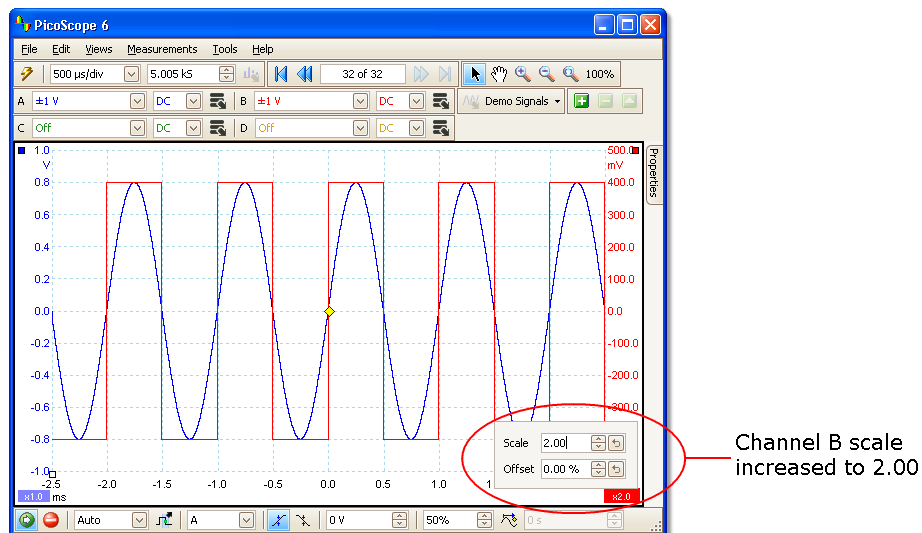 PicoScope 6
File Edit Views Measurements Tools Help
500 µs/div 5.005 kS 32 of 32 100%
A ±1 V DC B ±1 V DC Demo Signals
C Off DC D Off DC
1.0 500.0
V mV
0.8 400.0
0.6 300.0
0.4 200.0
0.2 100.0
0.0 0.0
-0.2 -100.0
-0.4 -200.0
-0.6 -300.0
-0.8
-1.0
Properties
Scale 2.00
Offset 0.00 %
-2.5 -2.0 -1.5 -1.0 -0.5 0.0 0.5 1.0
x1.0 ms x2.0
Auto A 0 V 50% 0 s
Channel B scale
increased to 2.00